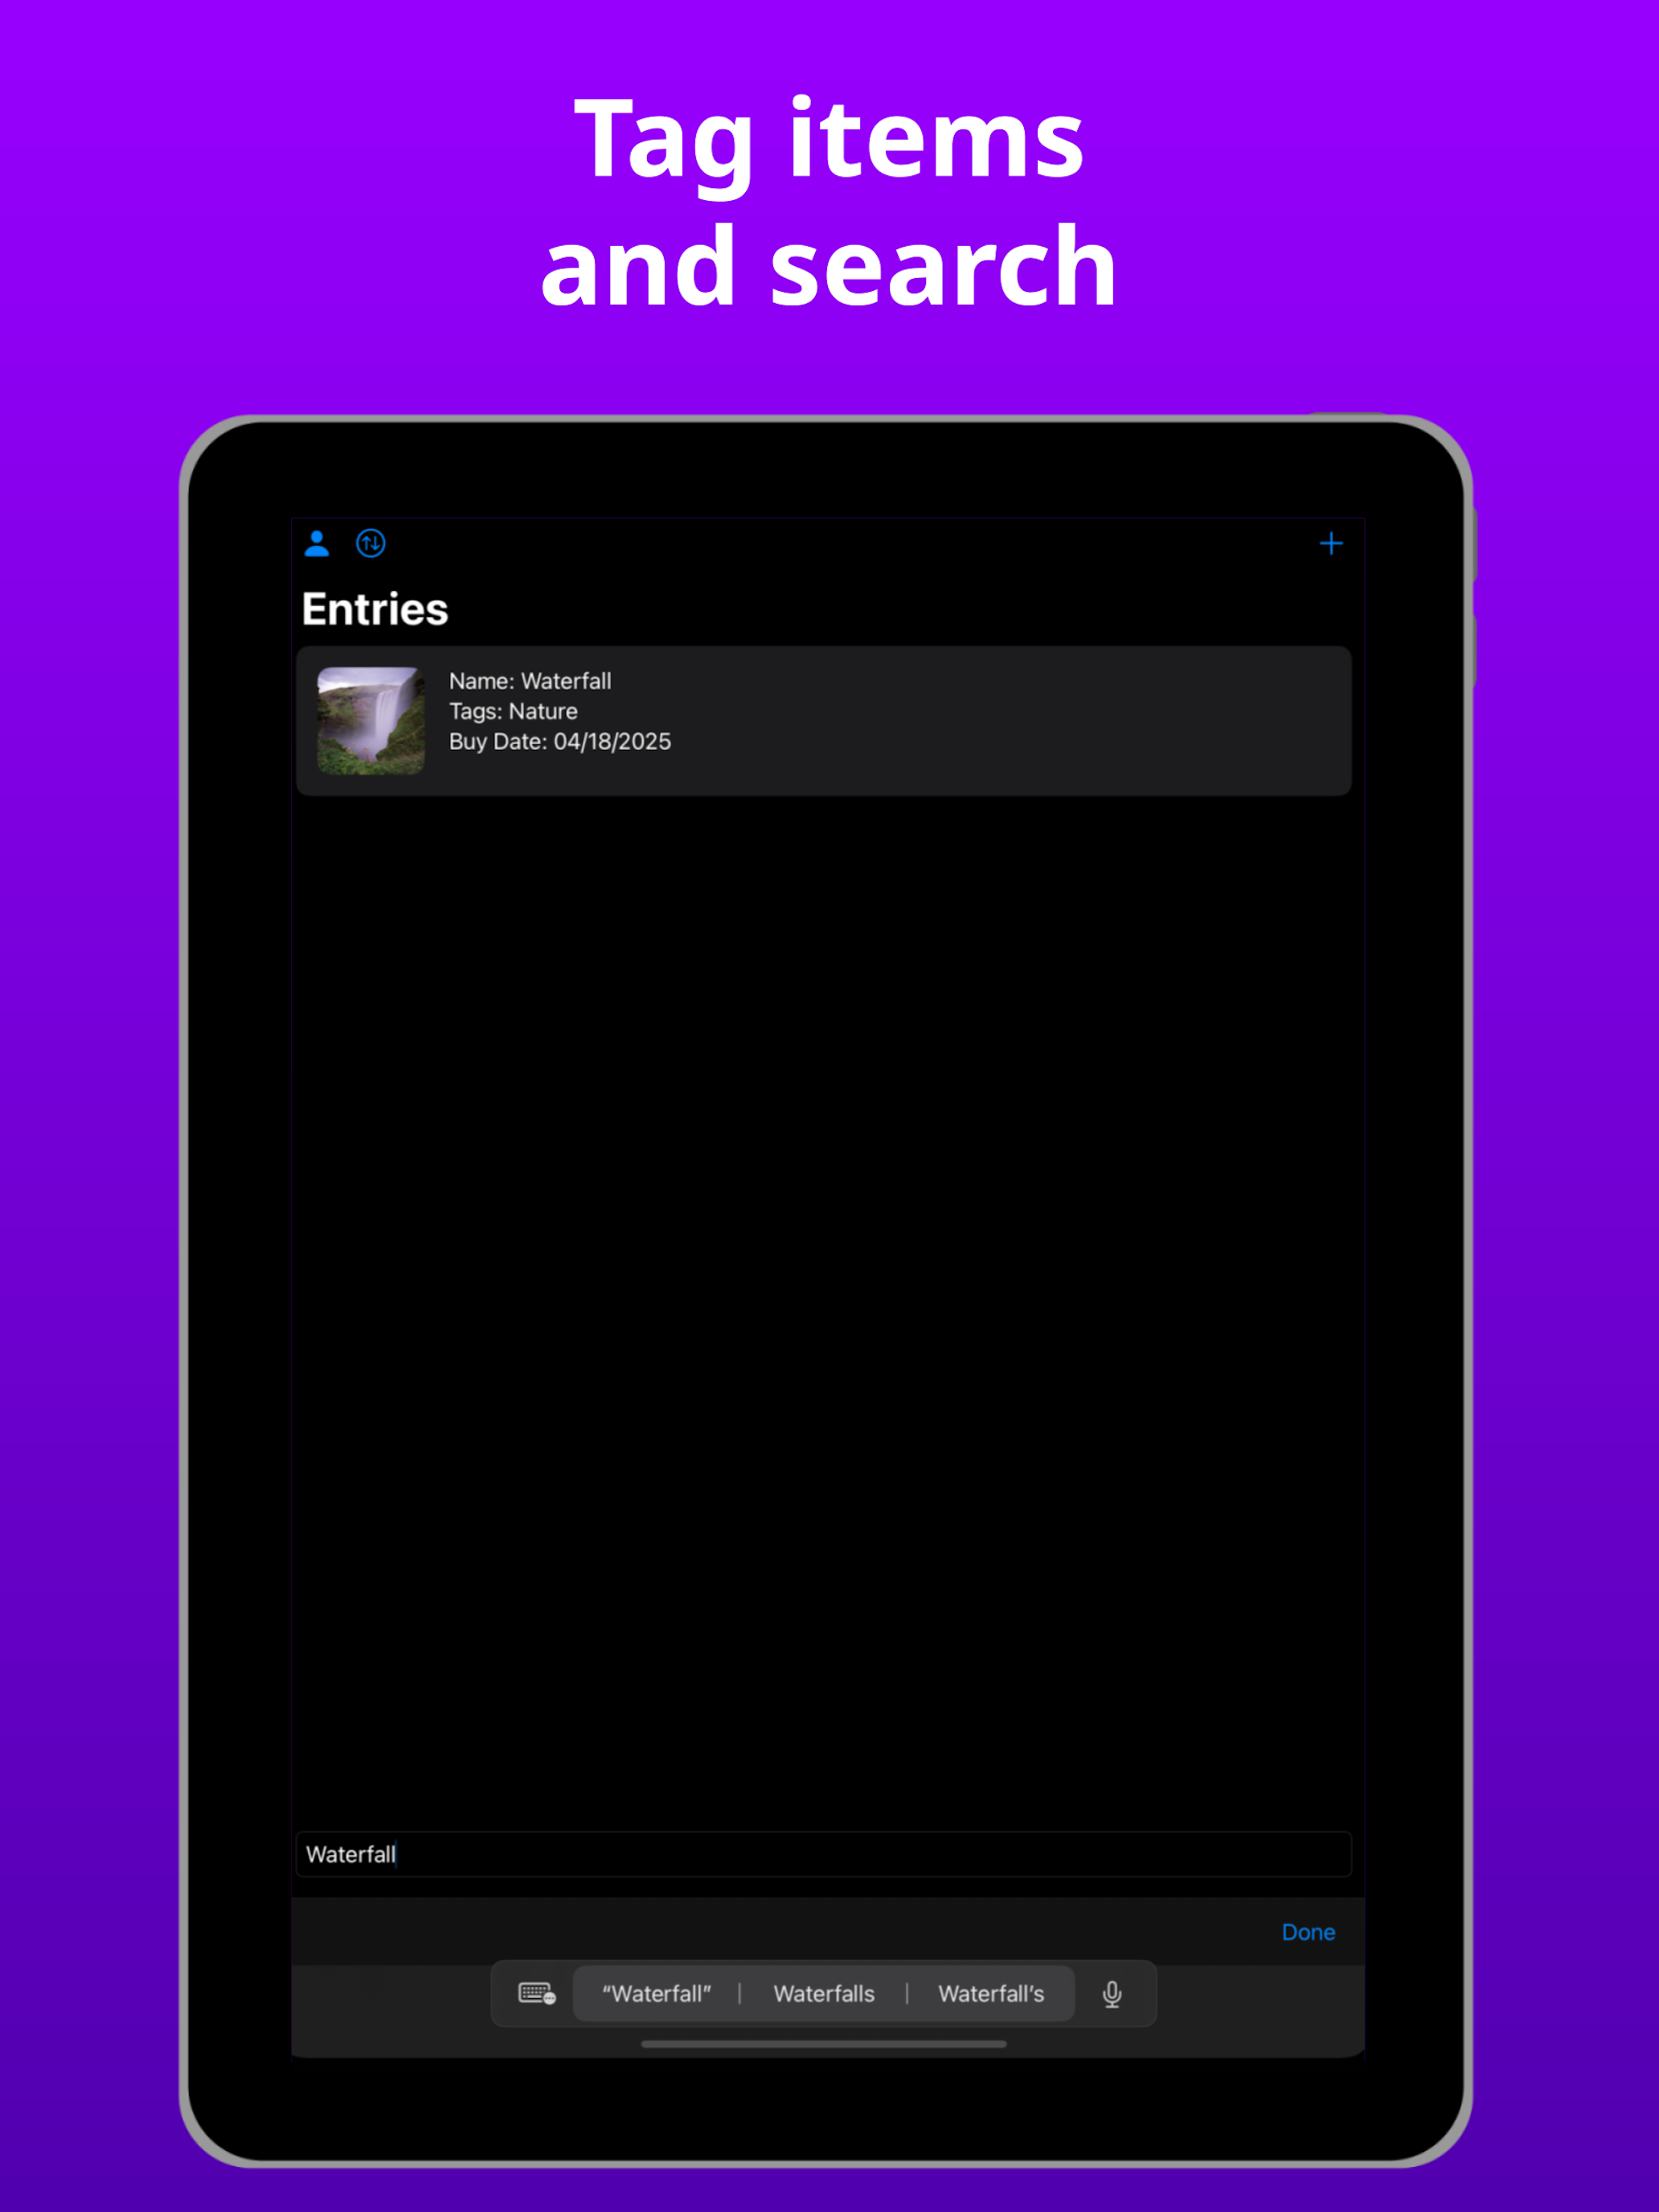 Tag items
and search
Entries
Name: Waterfall
Tags: Nature
Buy Date: 04/18/2025
Waterfall
Done
“Waterfall”
Waterfalls
Waterfall’s